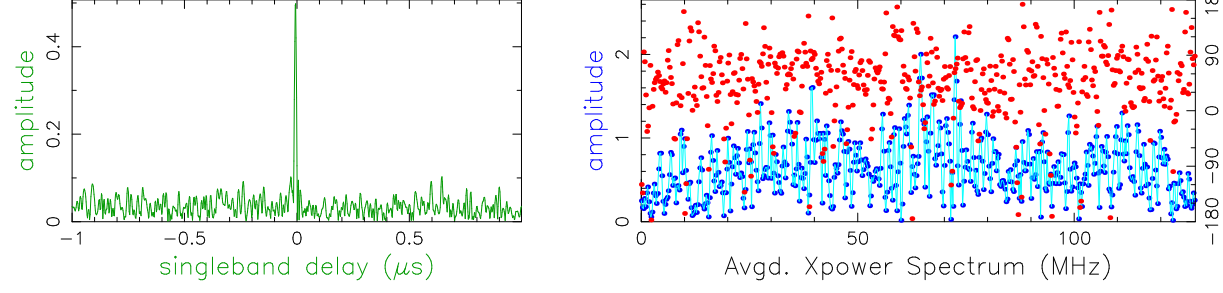 amplitude
0
0.2
0.4
−1 −0.5 0 0.5
singleband delay (μs)
amplitude
0
1
2
0 50 100
Avgd. Xpower Spectrum (MHz)
−180 −90 0 90